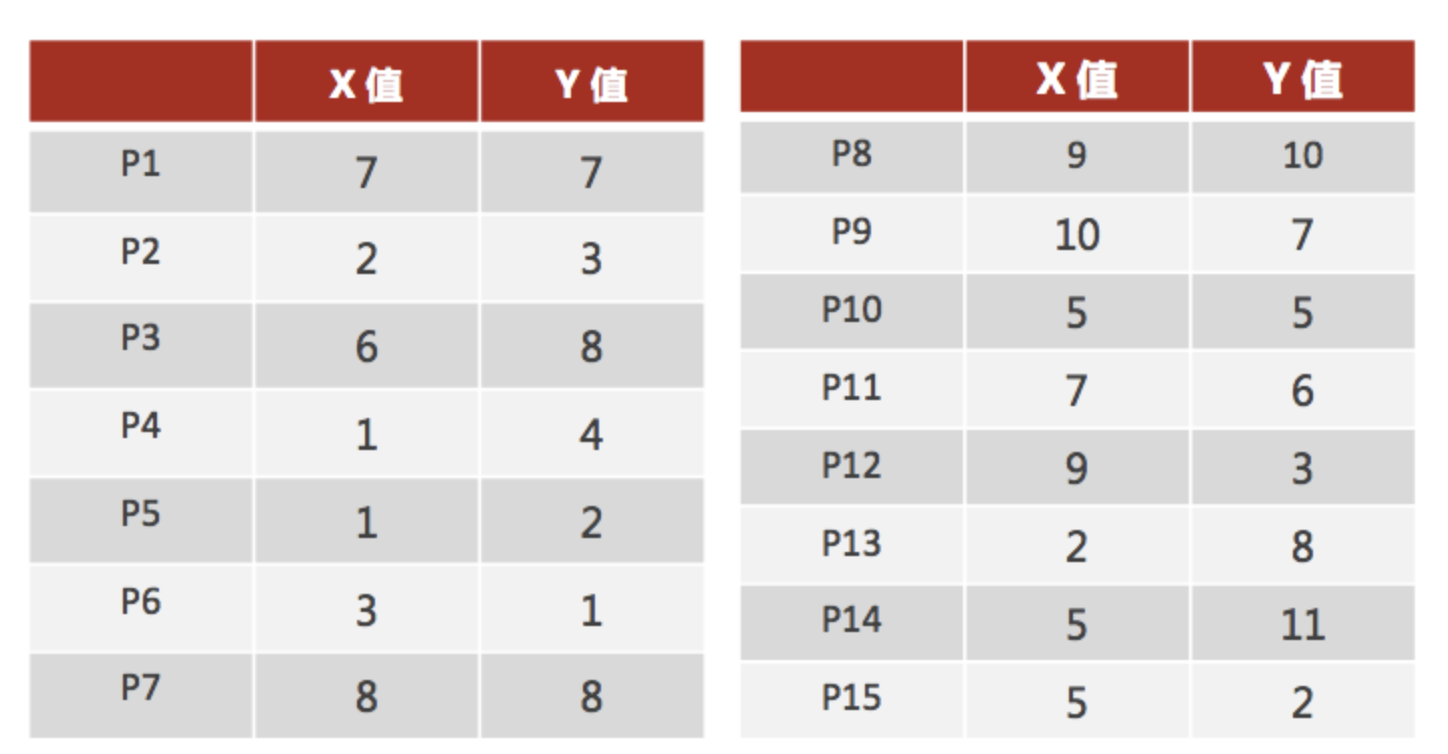 X 值 Y 值
P1 7 7
P2 2 3
P3 6 8
P4 1 4
P5 1 2
P6 3 1
P7 8 8
X 值 Y 值
P8 9 10
P9 10 7
P10 5 5
P11 7 6
P12 9 3
P13 2 8
P14 5 11
P15 5 2